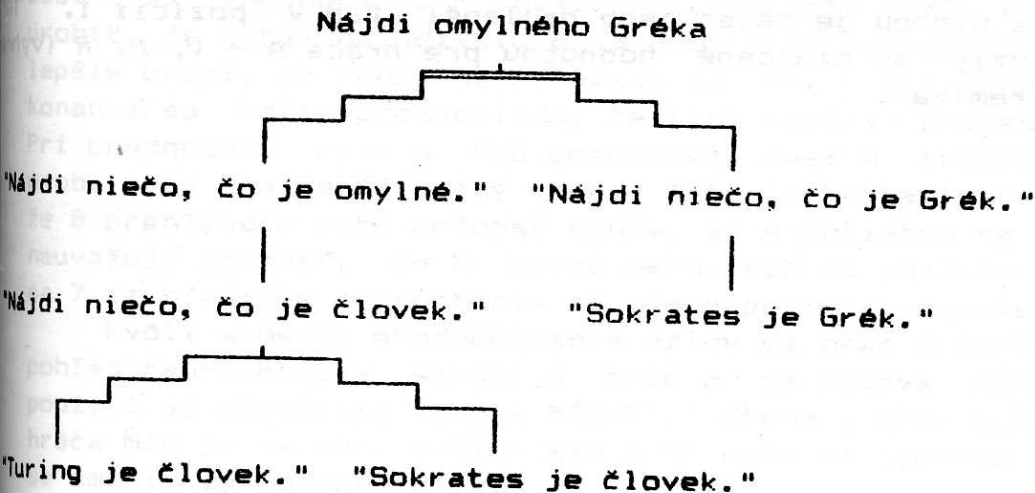 Nájdi omylného Gréka
"Nájdi niečo, čo je omylné." "Nájdi niečo, čo je Grék."
"Nájdi niečo, čo je človek." "Sokrates je Grék."
"Turing je človek." "Sokrates je človek."